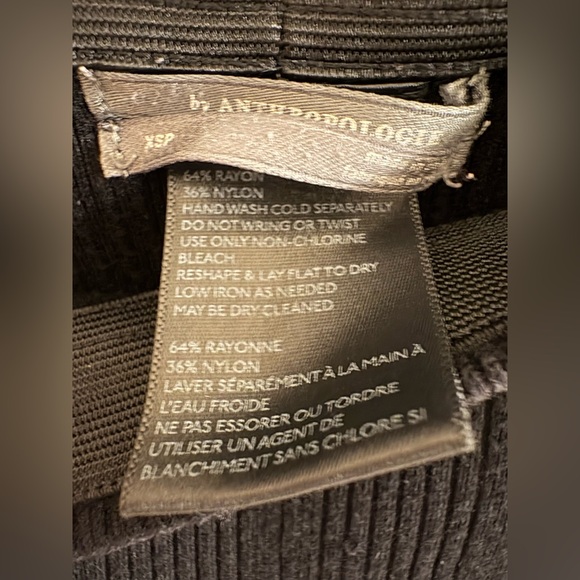 by ANTHROPOLOGIE
XSP
64% RAYON
36% NYLON
HAND WASH COLD SEPARATELY
DO NOT WRING OR TWIST
USE ONLY NON-CHLORINE
BLEACH
RESHAPE & LAY FLAT TO DRY
LOW IRON AS NEEDED
MAY BE DRY CLEANED
64% RAYONNE
36% NYLON
LAVER SÉPARÉMENT À LA MAIN À
L'EAU FROIDE
NE PAS ESSORER OU TORDRE
UTILISER UN AGENT DE
BLANCHIMENT SANS CHLORE SI